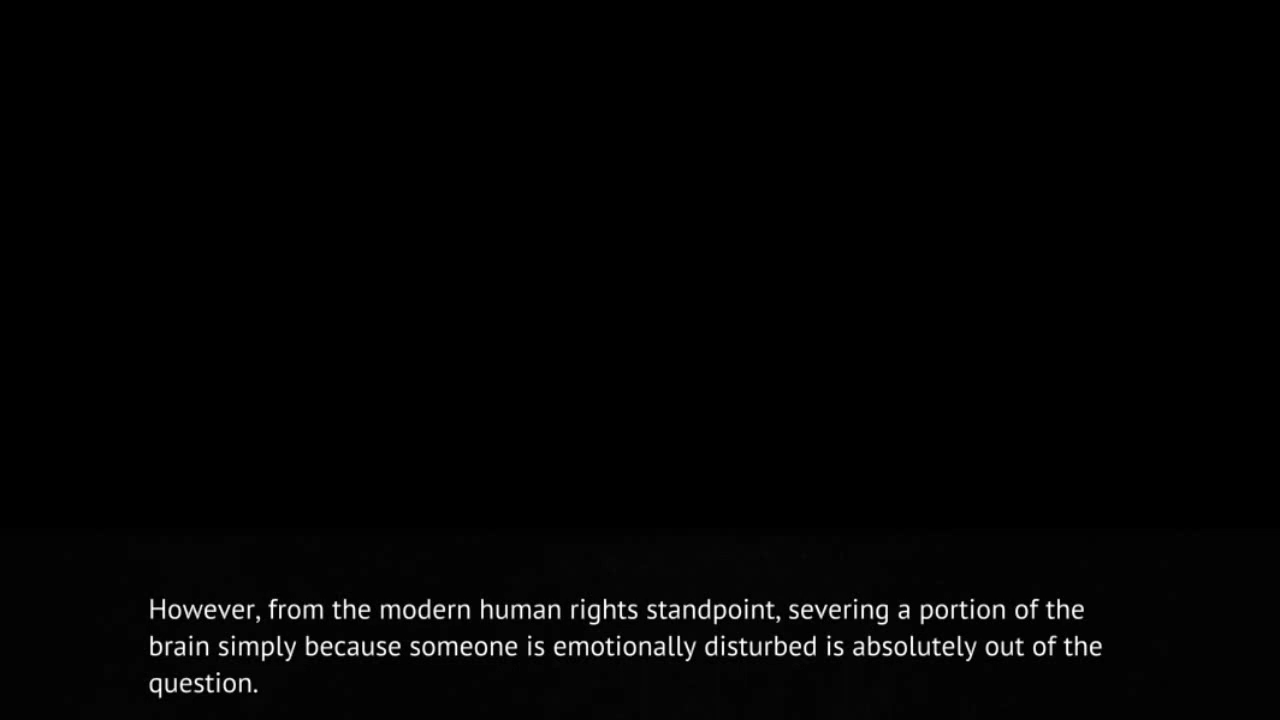 However, from the modern human rights standpoint, severing a portion of the
brain simply because someone is emotionally disturbed is absolutely out of the
question.